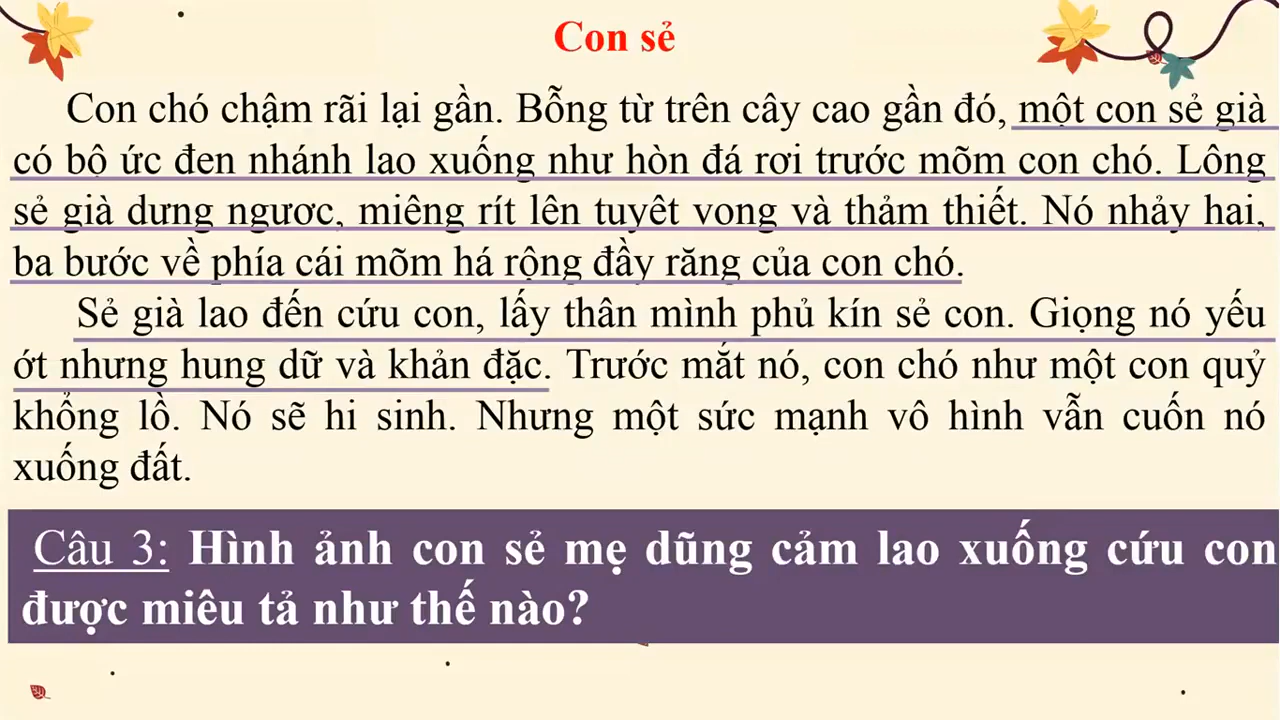 Con sẻ
Con chó chậm rãi lại gần. Bỗng từ trên cây cao gần đó, một con sẻ già
có bộ ức đen nhánh lao xuống như hòn đá rơi trước mõm con chó. Lông
sẻ già dựng ngược, miệng rít lên tuyệt vọng và thảm thiết. Nó nhảy hai,
ba bước về phía cái mõm há rộng đầy răng của con chó.
Sẻ già lao đến cứu con, lấy thân mình phủ kín sẻ con. Giọng nó yếu
ớt nhưng hung dữ và khản đặc. Trước mắt nó, con chó như một con quỷ
khổng lồ. Nó sẽ hi sinh. Nhưng một sức mạnh vô hình vẫn cuốn nó
xuống đất.
Câu 3: Hình ảnh con sẻ mẹ dũng cảm lao xuống cứu con
được miêu tả như thế nào?